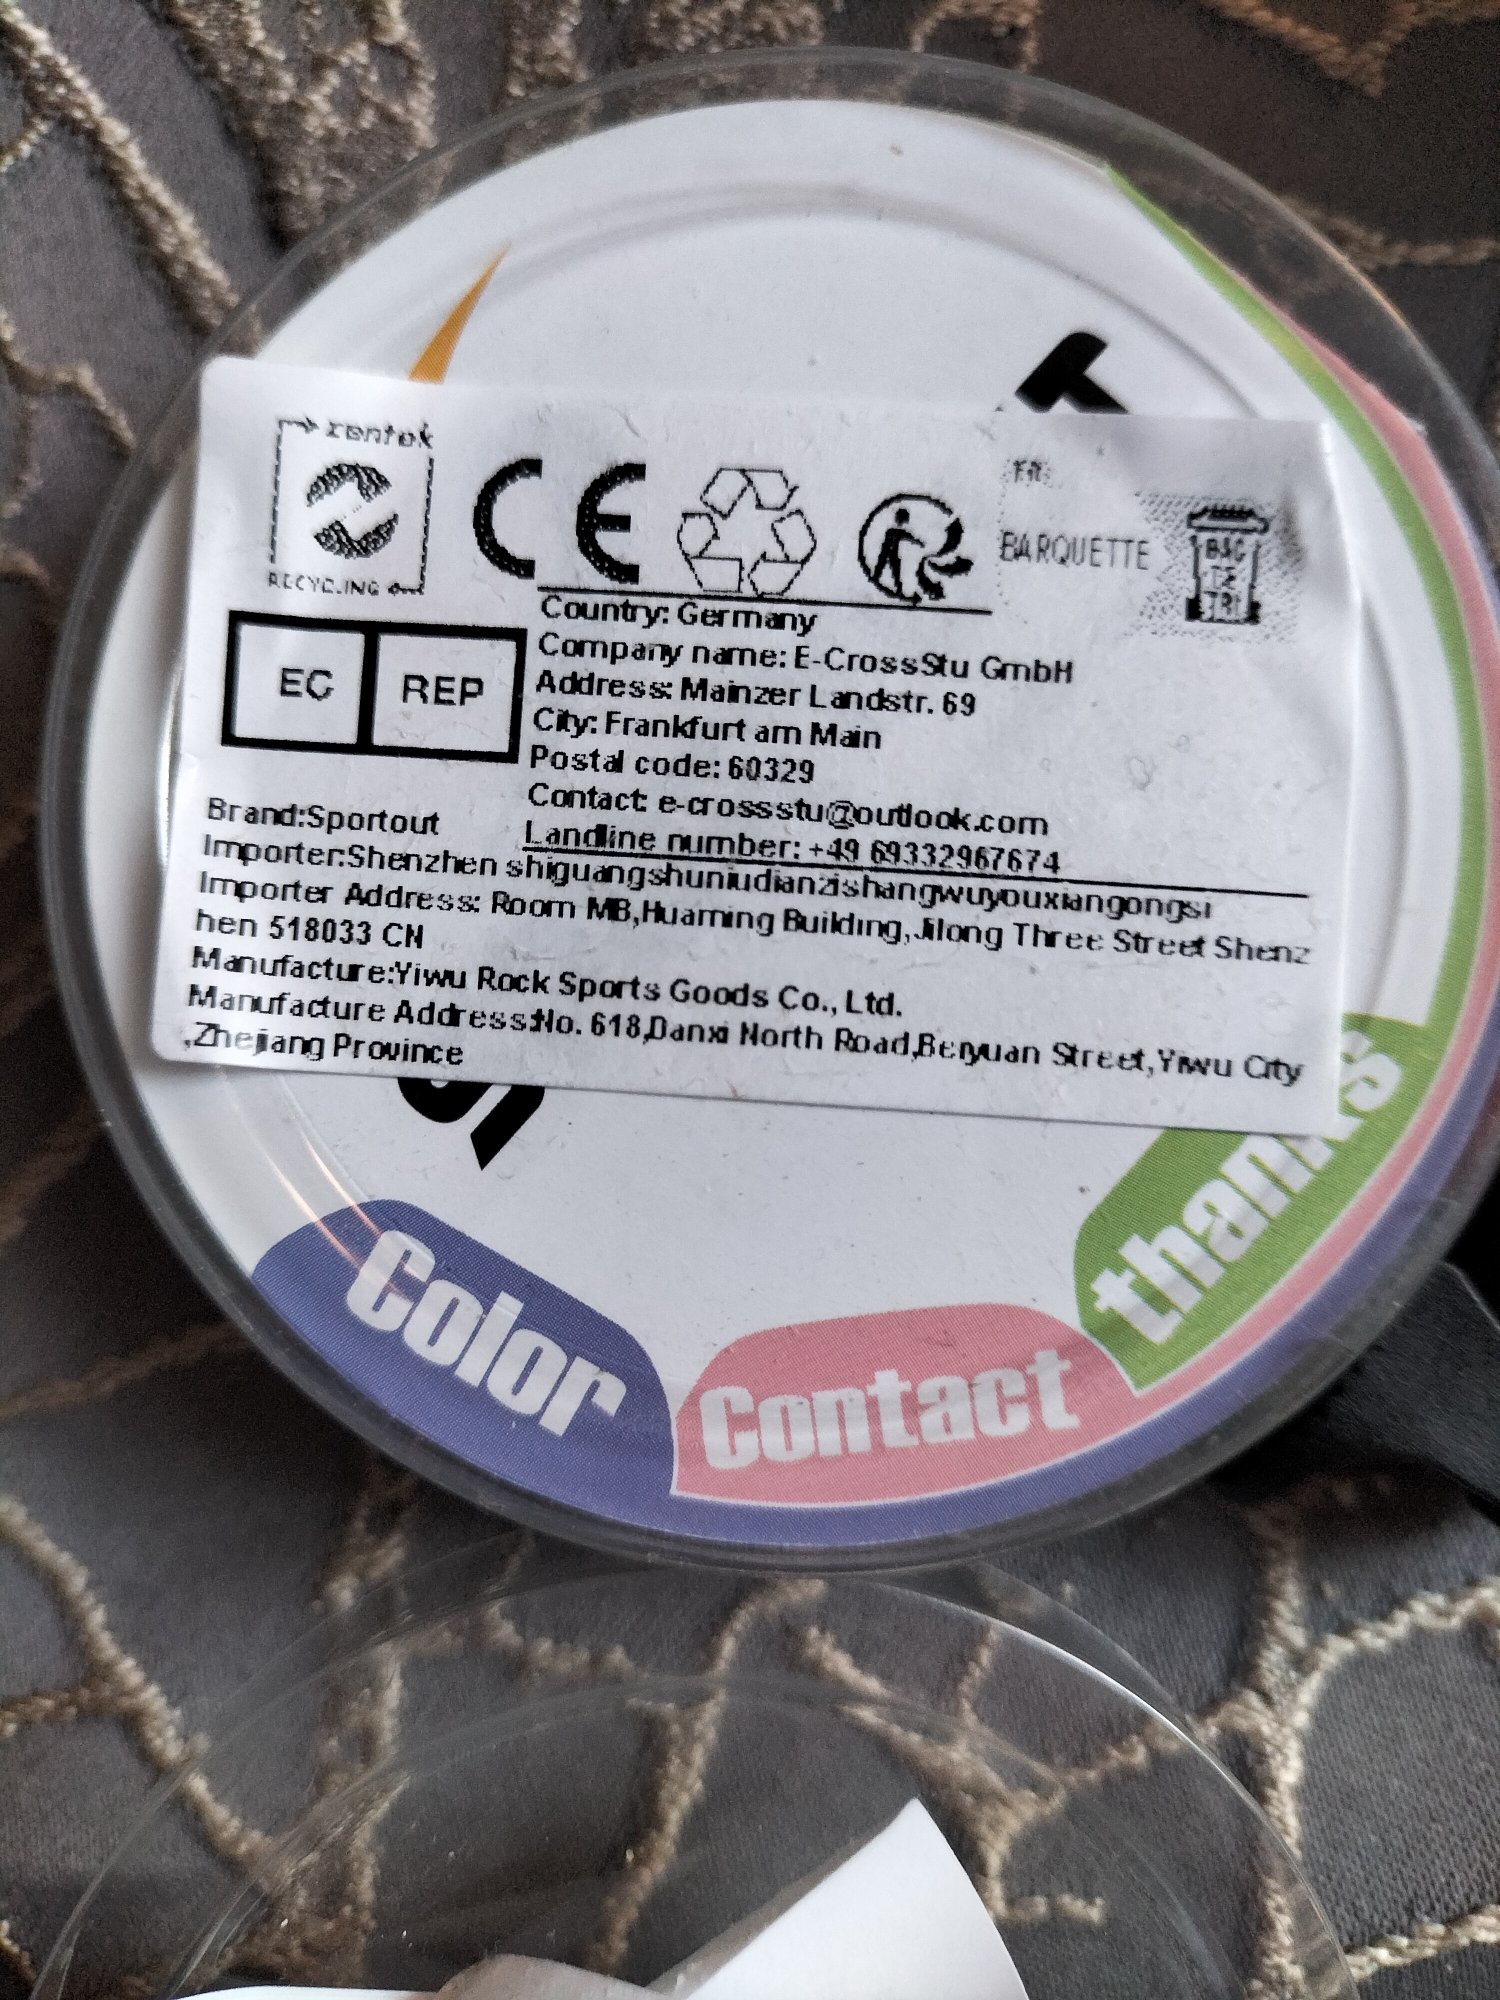 zentek
RECYCLING
CE
FR
BARQUETTE
BAC
DE
TRI
EC REP
Country: Germany
Company name: E-CrossStu GmbH
Address: Mainzer Landstr. 69
City: Frankfurt am Main
Postal code: 60329
Contact: e-crossstu@outlook.com
Landline number: +49 69332967674
Brand:Sportout
Importer:Shenzhen shiguangshuniudianzishangwuyouxiangongsi
Importer Address: Room MB,Huaming Building,Jilong Three Street Shenz
hen 518033 CN
Manufacture:Yiwu Rock Sports Goods Co., Ltd.
Manufacture Address:No. 618,Danxi North Road,Beiyuan Street,Yiwu City
,Zhejiang Province
Color
Contact
thanks